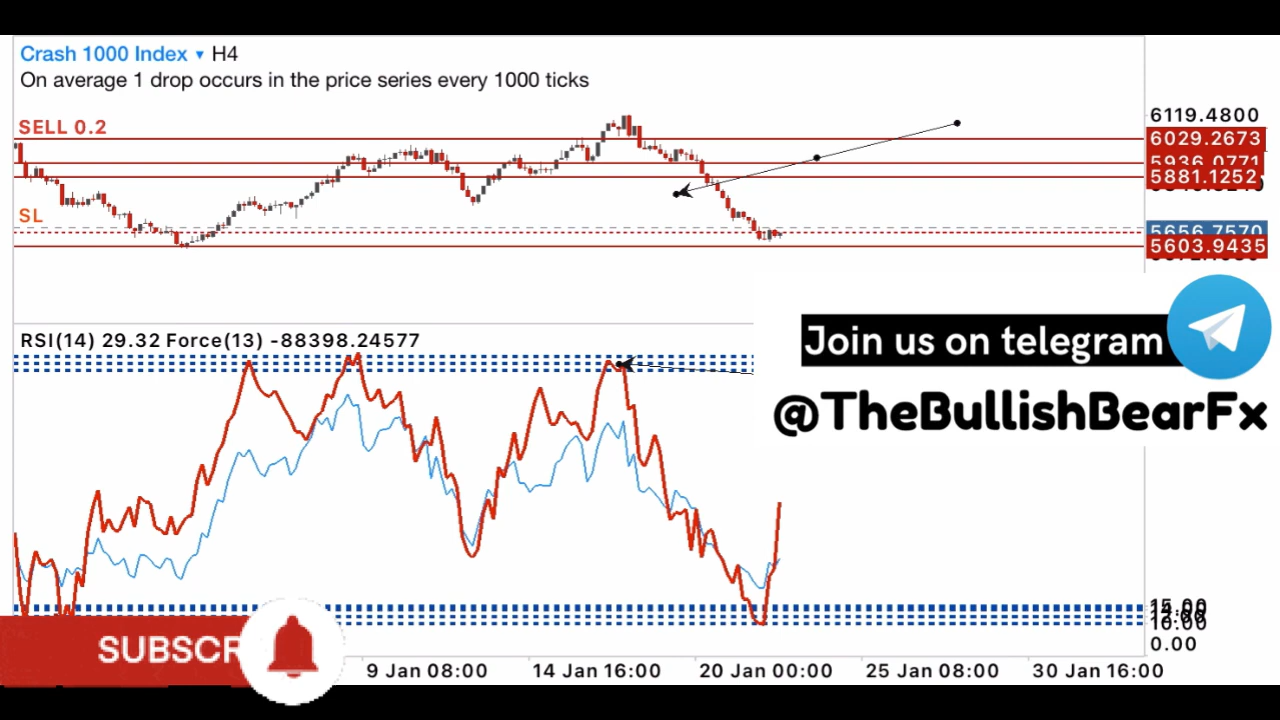 Crash 1000 Index ▾ H4
On average 1 drop occurs in the price series every 1000 ticks
6119.4800
SELL 0.2
6029.2673
5936.0771
5881.1252
SL
5656.7570
5603.9435
RSI(14) 29.32 Force(13) -88398.24577
Join us on telegram
@TheBullishBearFx
15.00
10.00
0.00
SUBSCR
9 Jan 08:00 14 Jan 16:00 20 Jan 00:00 25 Jan 08:00 30 Jan 16:00